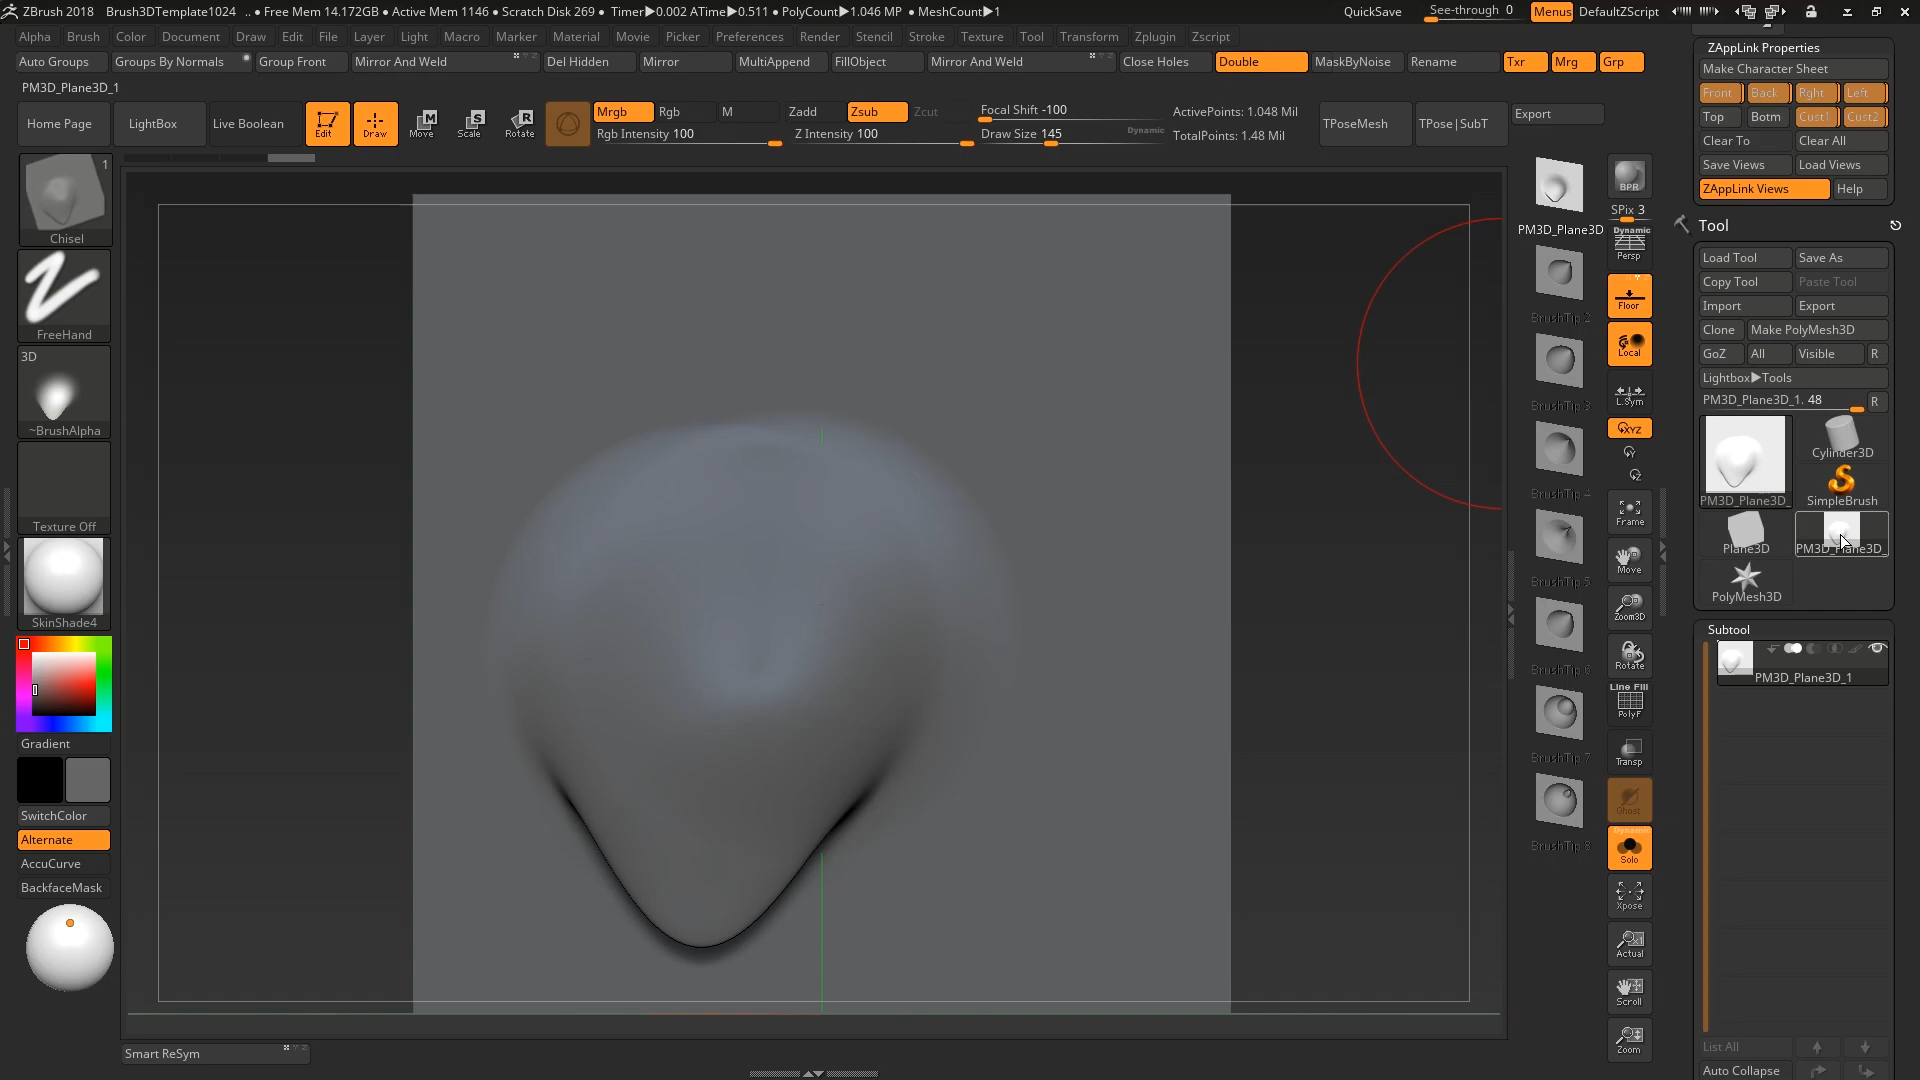 ZBrush 2018 Brush3DTemplate1024 .. • Free Mem 14.172GB • Active Mem 1146 • Scratch Disk 269 • Timer▶0.002 ATime▶0.511 • PolyCount▶1.046 MP • MeshCount▶1 QuickSave See-through 0 Menus DefaultZScript
Alpha Brush Color Document Draw Edit File Layer Light Macro Marker Material Movie Picker Preferences Render Stencil Stroke Texture Tool Transform Zplugin Zscript
Auto Groups Groups By Normals Group Front Mirror And Weld Del Hidden Mirror MultiAppend FillObject Mirror And Weld Close Holes Double MaskByNoise Rename Txr Mrg Grp
PM3D_Plane3D_1
Home Page LightBox Live Boolean Edit Draw Move Scale Rotate
Mrgb Rgb M Zadd Zsub Zcut
Rgb Intensity 100 Z Intensity 100
Focal Shift -100
Draw Size 145 Dynamic
ActivePoints: 1.048 Mil
TotalPoints: 1.48 Mil
TPoseMesh TPose|SubT Export
1
Chisel
FreeHand
3D
~BrushAlpha
Texture Off
SkinShade4
Gradient
SwitchColor
Alternate
AccuCurve
BackfaceMask
Smart ReSym
PM3D_Plane3D
BrushTip 2
BrushTip 3
BrushTip 4
BrushTip 5
BrushTip 6
BrushTip 7
BrushTip 8
BPR
SPix 3
Dynamic
Persp
Floor
Local
L.Sym
XYZ
Y
Z
Frame
Move
Zoom3D
Rotate
Line Fill
PolyF
Transp
Ghost
Dynamic
Solo
Xpose
Actual
Scroll
Zoom
ZAppLink Properties
Make Character Sheet
Front Back Rght Left
Top Botm Cust1 Cust2
Clear To Clear All
Save Views Load Views
ZAppLink Views Help
Tool
Load Tool Save As
Copy Tool Paste Tool
Import Export
Clone Make PolyMesh3D
GoZ All Visible R
Lightbox▶Tools
PM3D_Plane3D_1. 48 R
Cylinder3D
PM3D_Plane3D_ SimpleBrush
Plane3D PM3D_Plane3D_
PolyMesh3D
Subtool
PM3D_Plane3D_1
List All
Auto Collapse